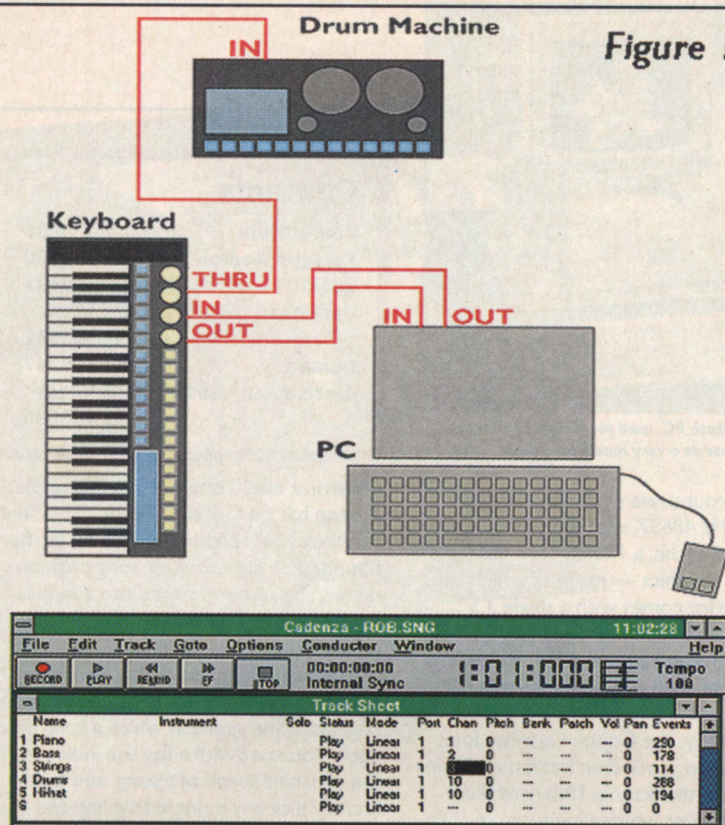 Drum Machine
Figure
IN
Keyboard
THRU
IN
OUT
IN OUT
PC
Cadenza - ROB.SNG 11:02:28
File Edit Track Goto Options Conductor Window Help
RECORD PLAY REWIND FF STOP 00:00:00:00 Internal Sync 1:01:000 Tempo 100
Track Sheet
Name Instrument Solo Status Mode Port Chan Pitch Bank Patch Vol Pan Events
1 Piano Play Linear 1 1 0 --- --- --- 0 290
2 Bass Play Linear 1 2 0 --- --- --- 0 178
3 Strings Play Linear 1 0 --- --- --- 0 114
4 Drums Play Linear 1 10 0 --- --- --- 0 268
5 Hihat Play Linear 1 10 0 --- --- --- 0 194
6 Play Linear 1 --- 0 --- --- --- 0 0